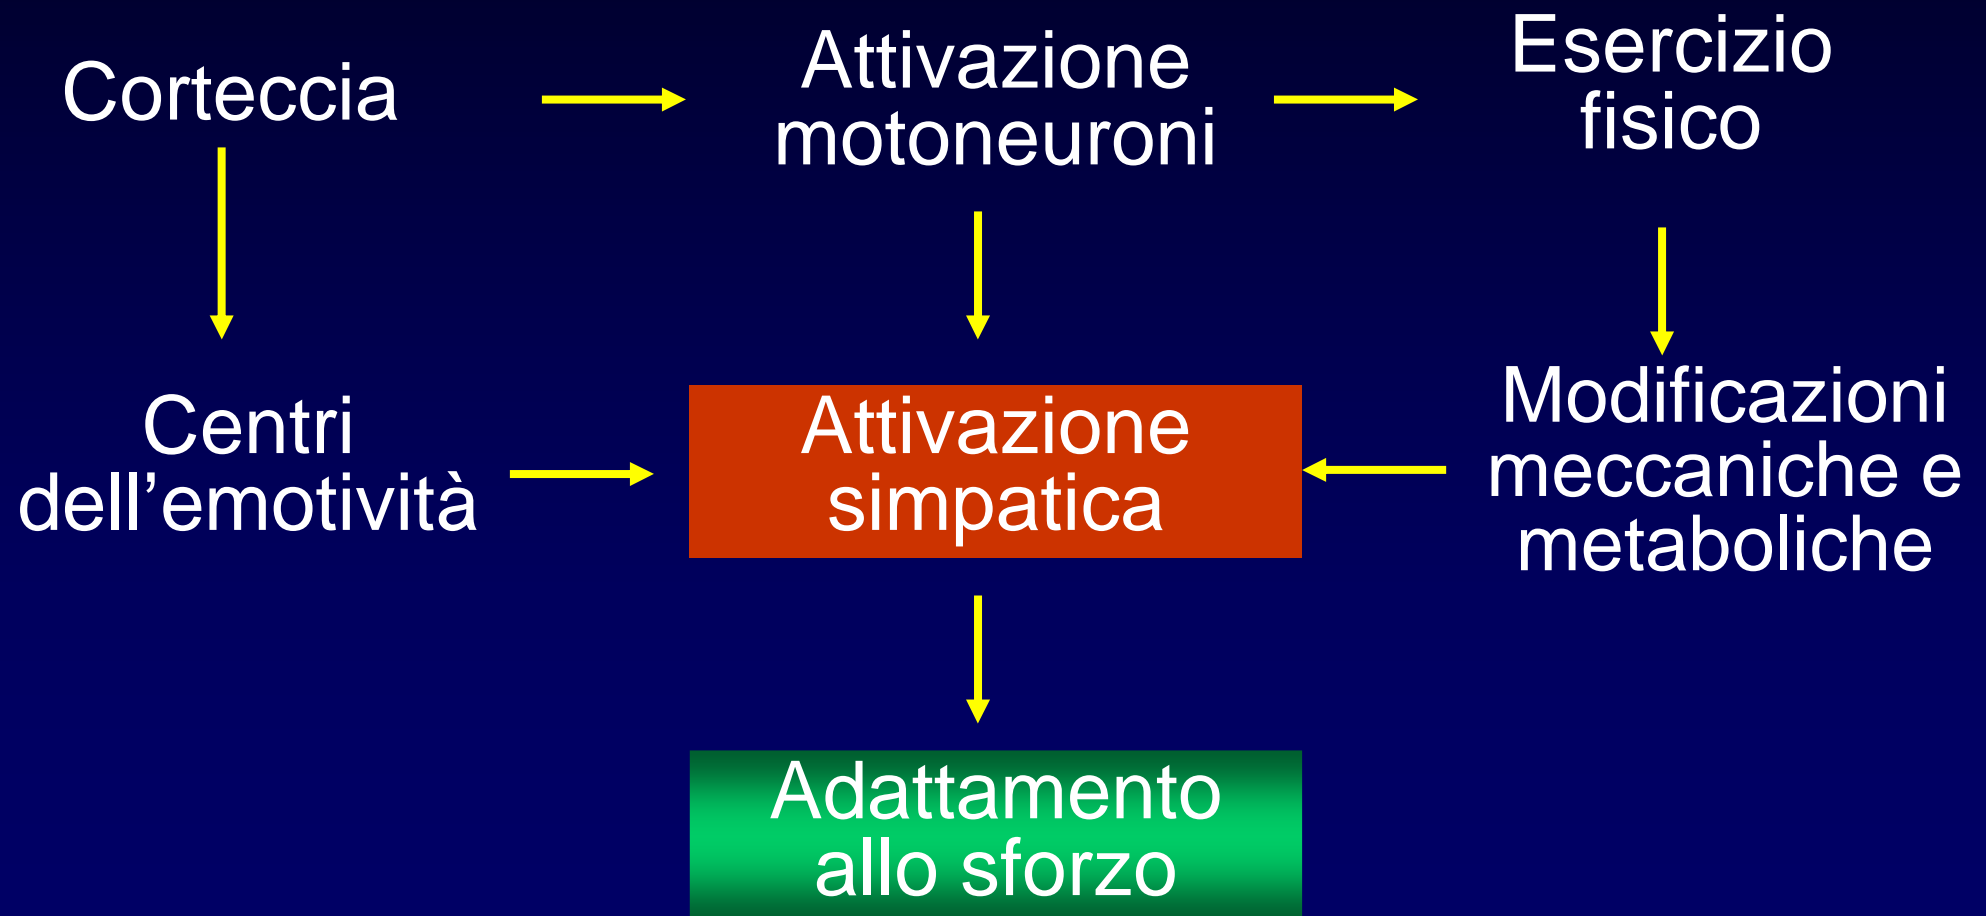 Corteccia
Attivazione
motoneuroni
Esercizio
fisico
Centri
dell’emotività
Attivazione
simpatica
Modificazioni
meccaniche e
metaboliche
Adattamento
allo sforzo